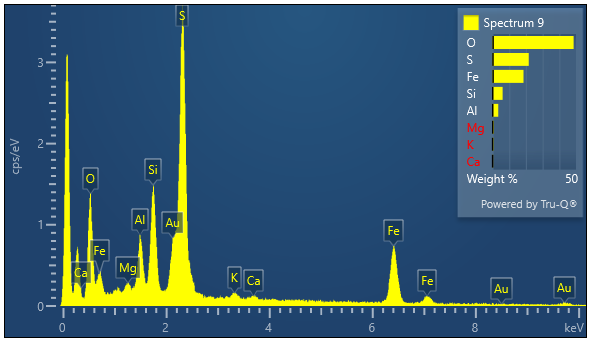 S
Spectrum 9
O
S
Fe
Si
Al
Mg
K
Ca
Weight %
50
Powered by Tru-Q®
cps/eV
3
2
1
0
Ca
O
Fe
Mg
Al
Si
Au
K
Ca
Fe
Fe
Au
Au
0
2
4
6
8
keV